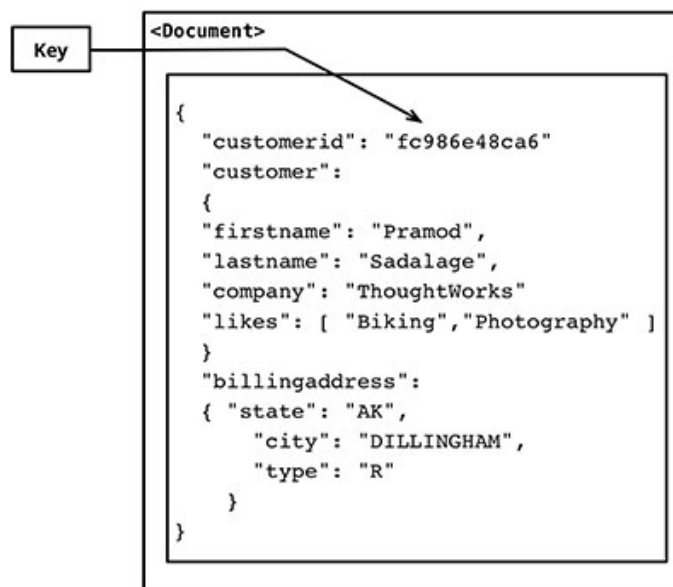 <Document>
Key
{
"customerid": "fc986e48ca6"
"customer":
{
"firstname": "Pramod",
"lastname": "Sadalage",
"company": "ThoughtWorks"
"likes": [ "Biking","Photography" ]
}
"billingaddress":
{ "state": "AK",
"city": "DILLINGHAM",
"type": "R"
}
}